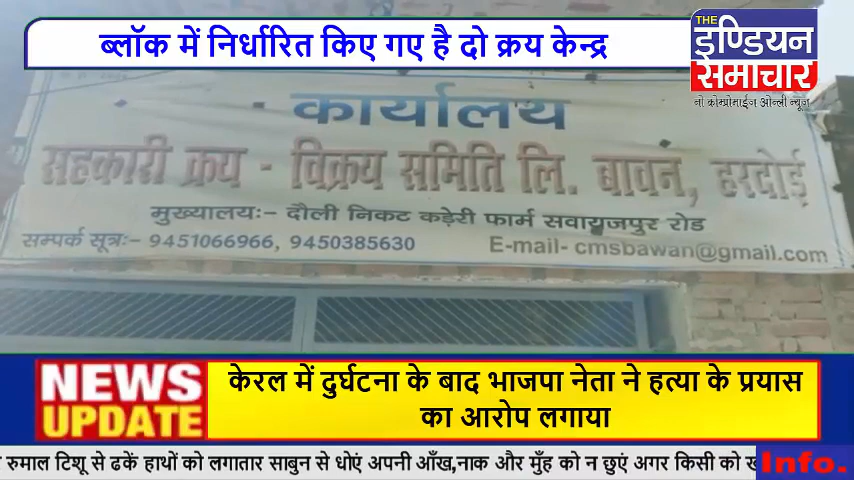 ब्लॉक में निर्धारित किए गए है दो क्रय केन्द्र
THE
इण्डियन
समाचार
नो कॉम्प्रोमाईज ओन्ली न्यूज़
कार्यालय
सहकारी क्रय - विक्रय समिति लि. बावन, हरदोई
मुख्यालयः- दौली निकट कड़ेरी फार्म सवायजपुर रोड
सम्पर्क सूत्रः- 9451066966, 9450385630 E-mail- cmsbawan@gmail.com
NEWS
UPDATE
केरल में दुर्घटना के बाद भाजपा नेता ने हत्या के प्रयास
का आरोप लगाया
रुमाल टिशू से ढकें हाथों को लगातार साबुन से धोएं अपनी आँख,नाक और मुँह को न छुएं अगर किसी को
Info.